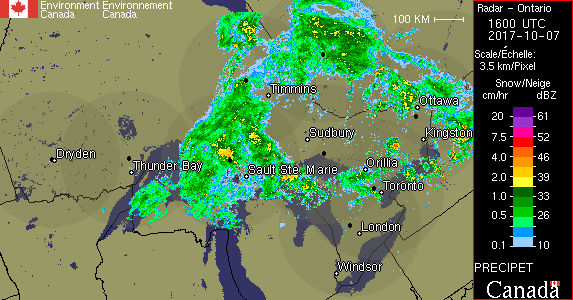 Environment Environnement
Canada Canada
100 KM
Timmins
Ottawa
Sudbury
Kingston
Dryden
Thunder Bay
Sault Ste. Marie
Orillia
Toronto
London
Windsor
Radar - Ontario
1600 UTC
2017-10-07
Scale/Échelle:
3.5 km/Pixel
Snow/Neige
cm/hr dBZ
20 61
7.5 52
4.0 46
2.0 39
1.0 33
0.5 26
0.1 10
PRECIPET
Canada